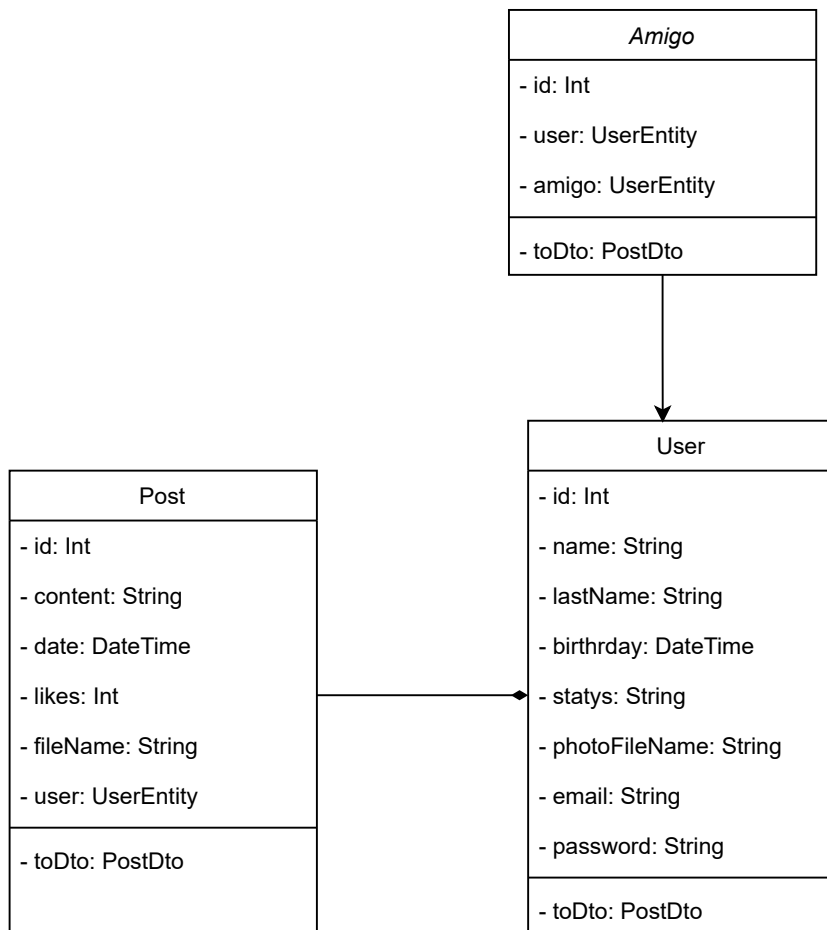 Amigo
- id: Int
- user: UserEntity
- amigo: UserEntity
- toDto: PostDto
Post
- id: Int
- content: String
- date: DateTime
- likes: Int
- fileName: String
- user: UserEntity
- toDto: PostDto
User
- id: Int
- name: String
- lastName: String
- birthrday: DateTime
- statys: String
- photoFileName: String
- email: String
- password: String
- toDto: PostDto